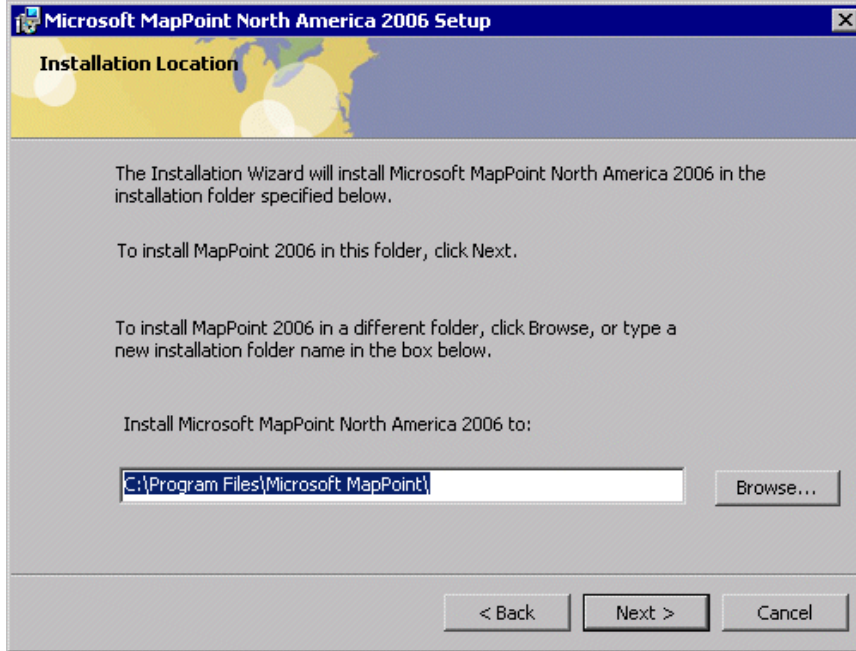 Microsoft MapPoint North America 2006 Setup
Installation Location
The Installation Wizard will install Microsoft MapPoint North America 2006 in the
installation folder specified below.
To install MapPoint 2006 in this folder, click Next.
To install MapPoint 2006 in a different folder, click Browse, or type a
new installation folder name in the box below.
Install Microsoft MapPoint North America 2006 to:
C:\Program Files\Microsoft MapPoint\
Browse...
< Back
Next >
Cancel